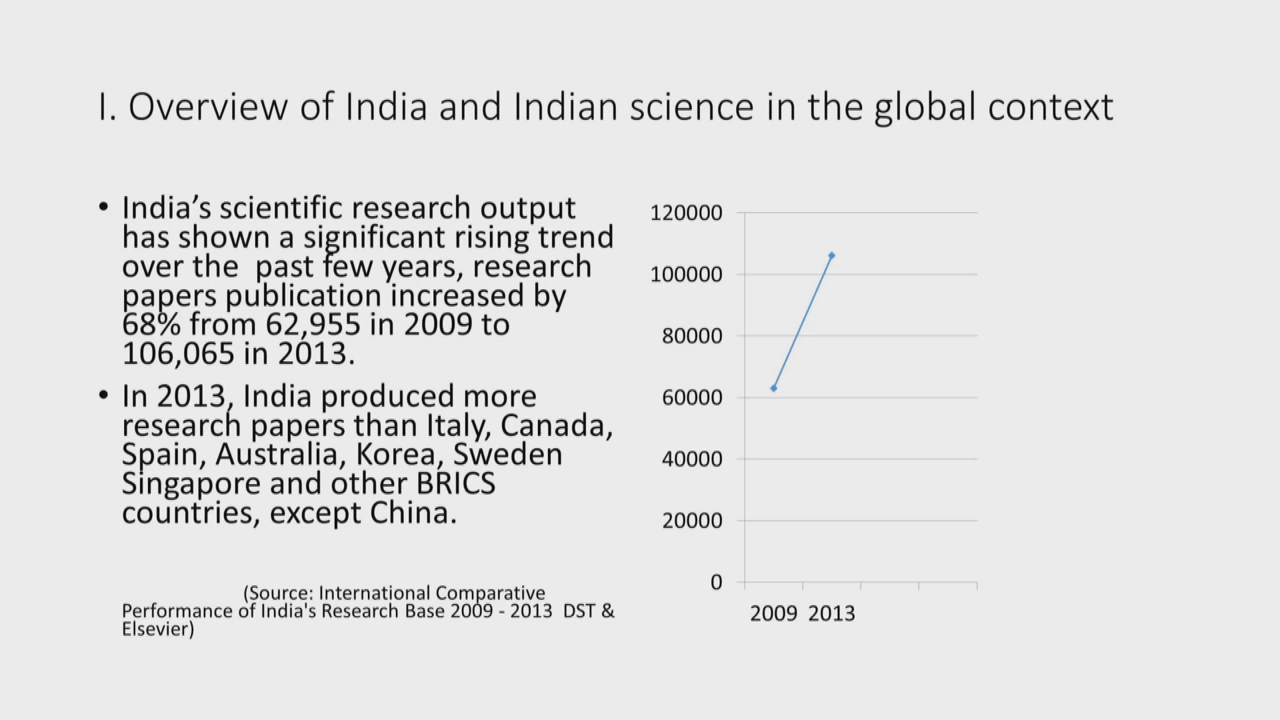 I. Overview of India and Indian science in the global context
• India’s scientific research output
has shown a significant rising trend
over the  past few years, research
papers publication increased by
68% from 62,955 in 2009 to
106,065 in 2013.
• In 2013, India produced more
research papers than Italy, Canada,
Spain, Australia, Korea, Sweden
Singapore and other BRICS
countries, except China.
(Source: International Comparative
Performance of India's Research Base 2009 - 2013  DST &
Elsevier)
120000
100000
80000
60000
40000
20000
0
2009 2013